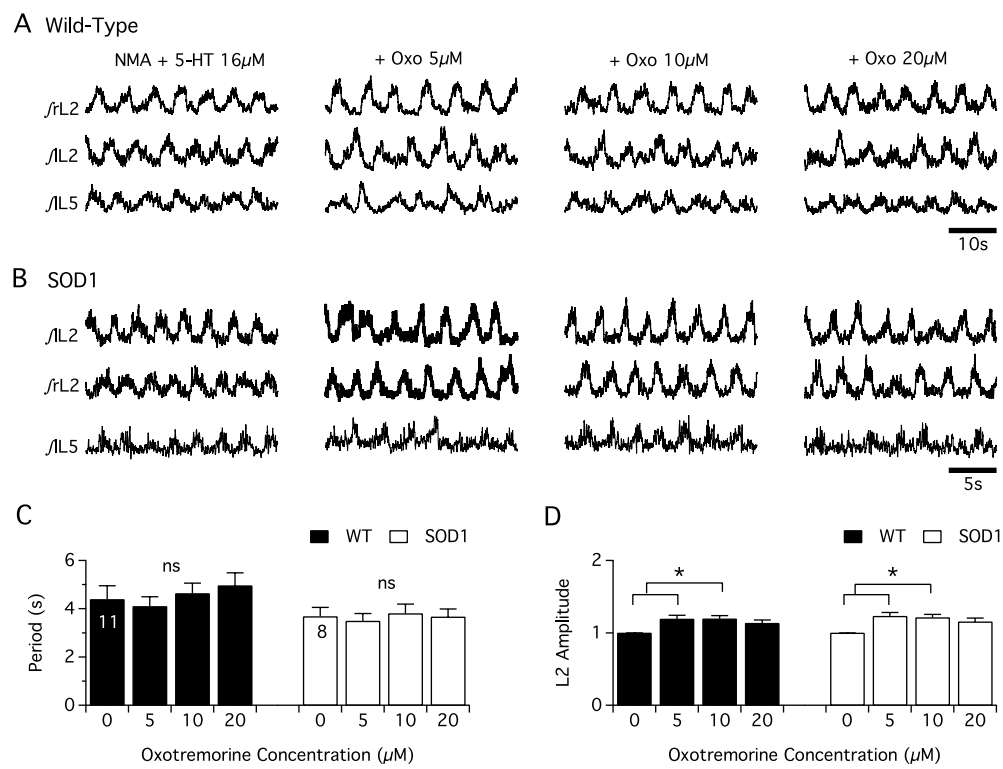 A Wild-Type
NMA + 5-HT 16µM
+ Oxo 5µM
+ Oxo 10µM
+ Oxo 20µM
∫rL2
∫lL2
∫lL5
10s
B SOD1
∫lL2
∫rL2
∫lL5
5s
C
WT SOD1
Period (s)
6
4
2
0
ns
ns
11
8
0 5 10 20 0 5 10 20
Oxotremorine Concentration (µM)
D
WT SOD1
L2 Amplitude
2
1
0
* *
0 5 10 20 0 5 10 20
Oxotremorine Concentration (µM)